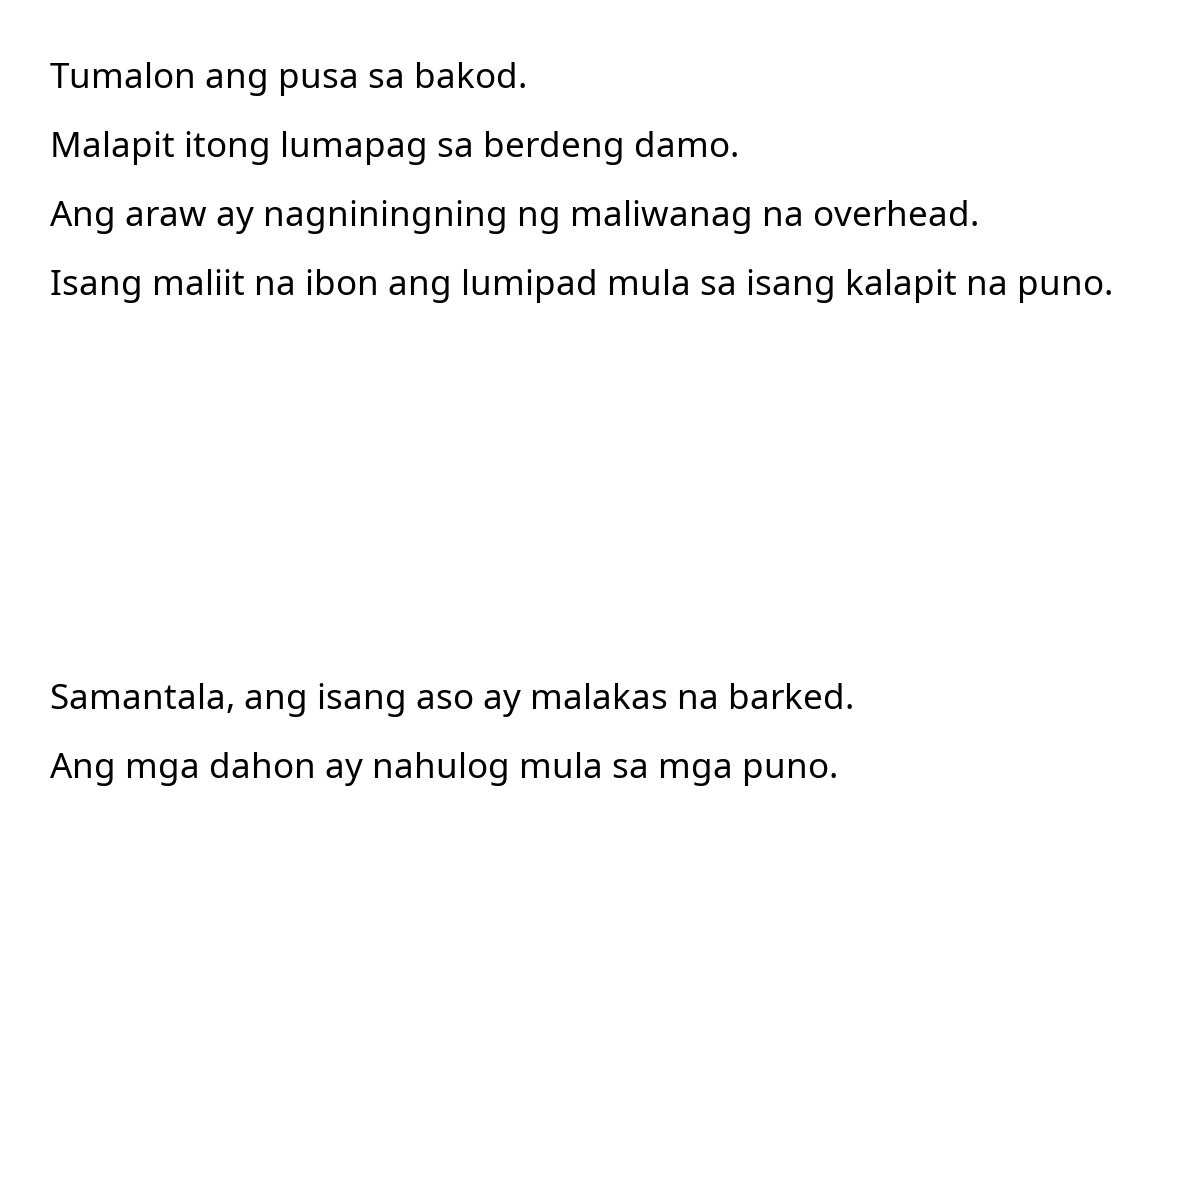 Tumalon ang pusa sa bakod.
Malapit itong lumapag sa berdeng damo.
Ang araw ay nagniningning ng maliwanag na overhead.
Isang maliit na ibon ang lumipad mula sa isang kalapit na puno.
Samantala, ang isang aso ay malakas na barked.
Ang mga dahon ay nahulog mula sa mga puno.